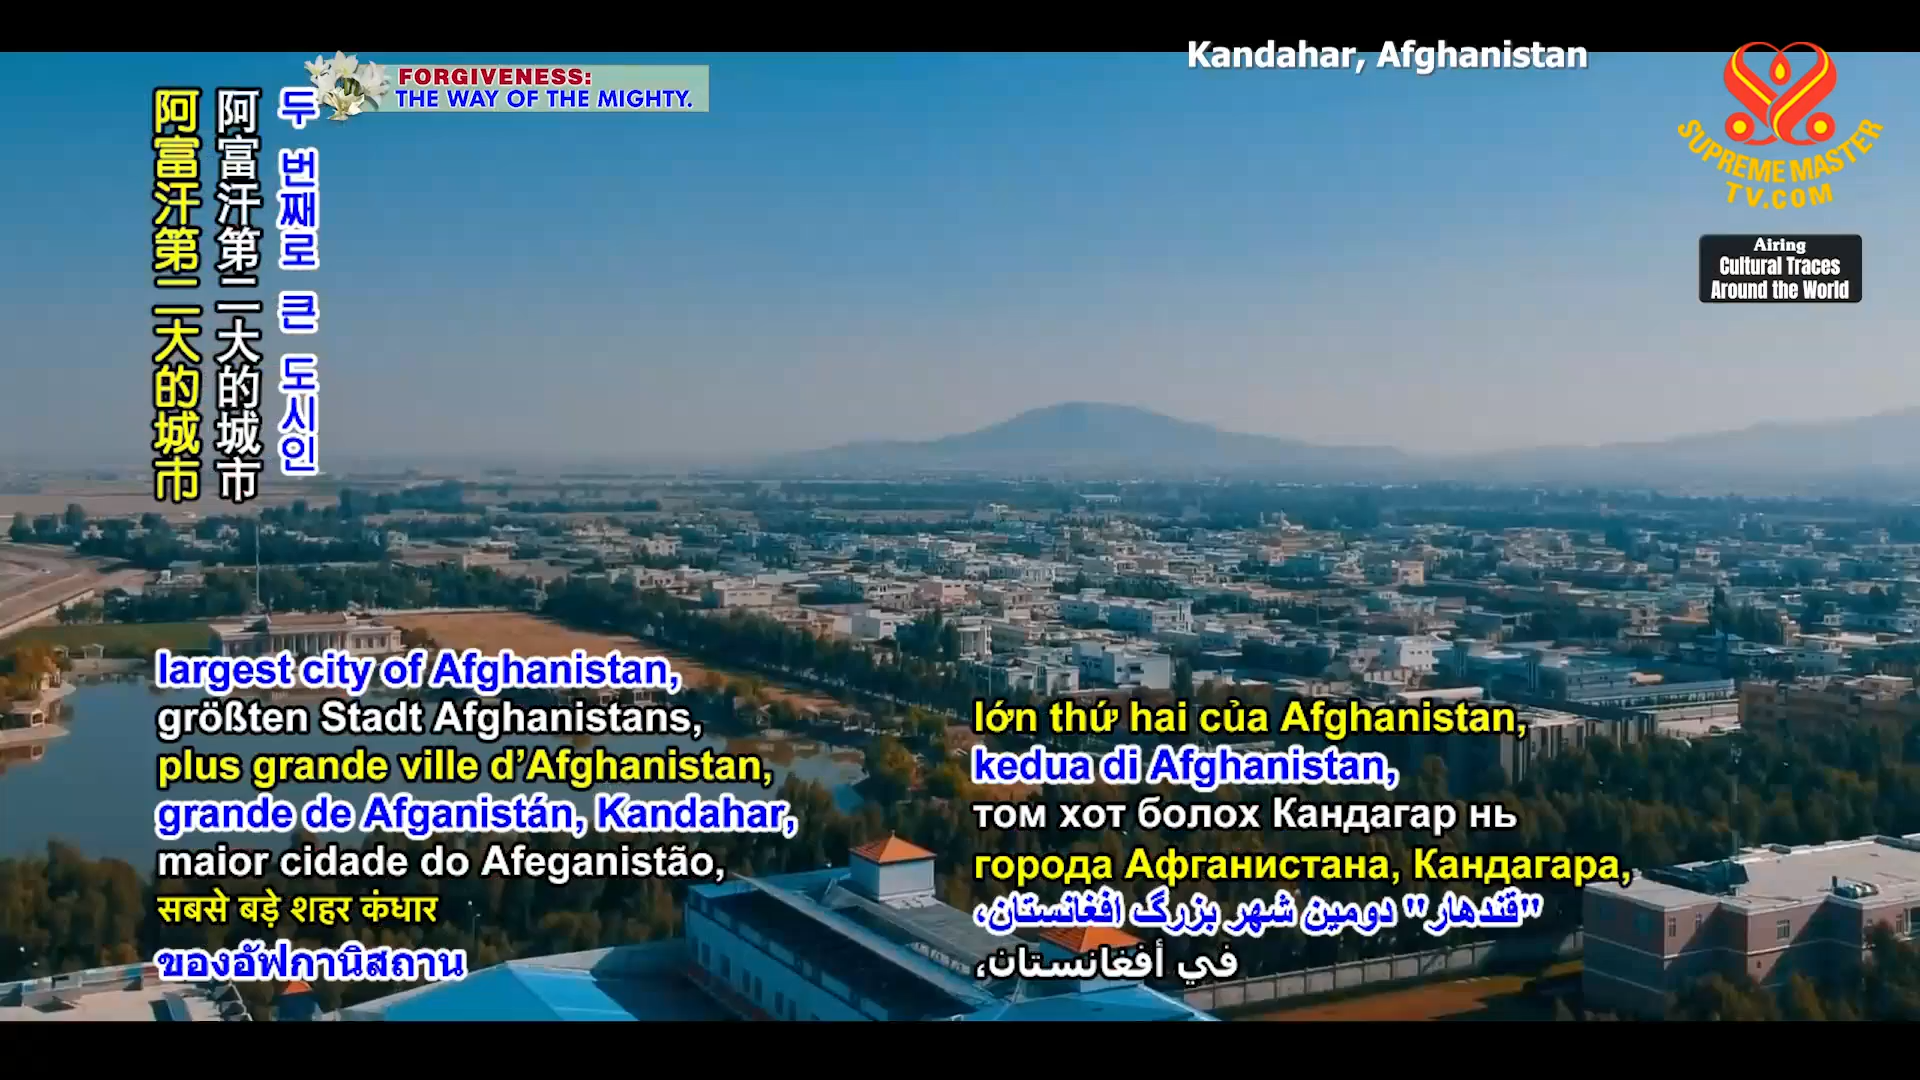 Kandahar, Afghanistan
FORGIVENESS:
THE WAY OF THE MIGHTY.
SUPREME MASTER
TV.COM
Airing
Cultural Traces
Around the World
阿富汗第二大的城市
阿富汗第二大的城市
두 번째로 큰 도시인
largest city of Afghanistan,
größten Stadt Afghanistans,
plus grande ville d’Afghanistan,
grande de Afganistán, Kandahar,
maior cidade do Afeganistão,
सबसे बड़े शहर कंधार
ของอัฟกานิสถาน
lớn thứ hai của Afghanistan,
kedua di Afghanistan,
том хот болох Кандагар нь
города Афганистана, Кандагара,
"قندهار" دومین شهر بزرگ افغانستان،
في أفغانستان،